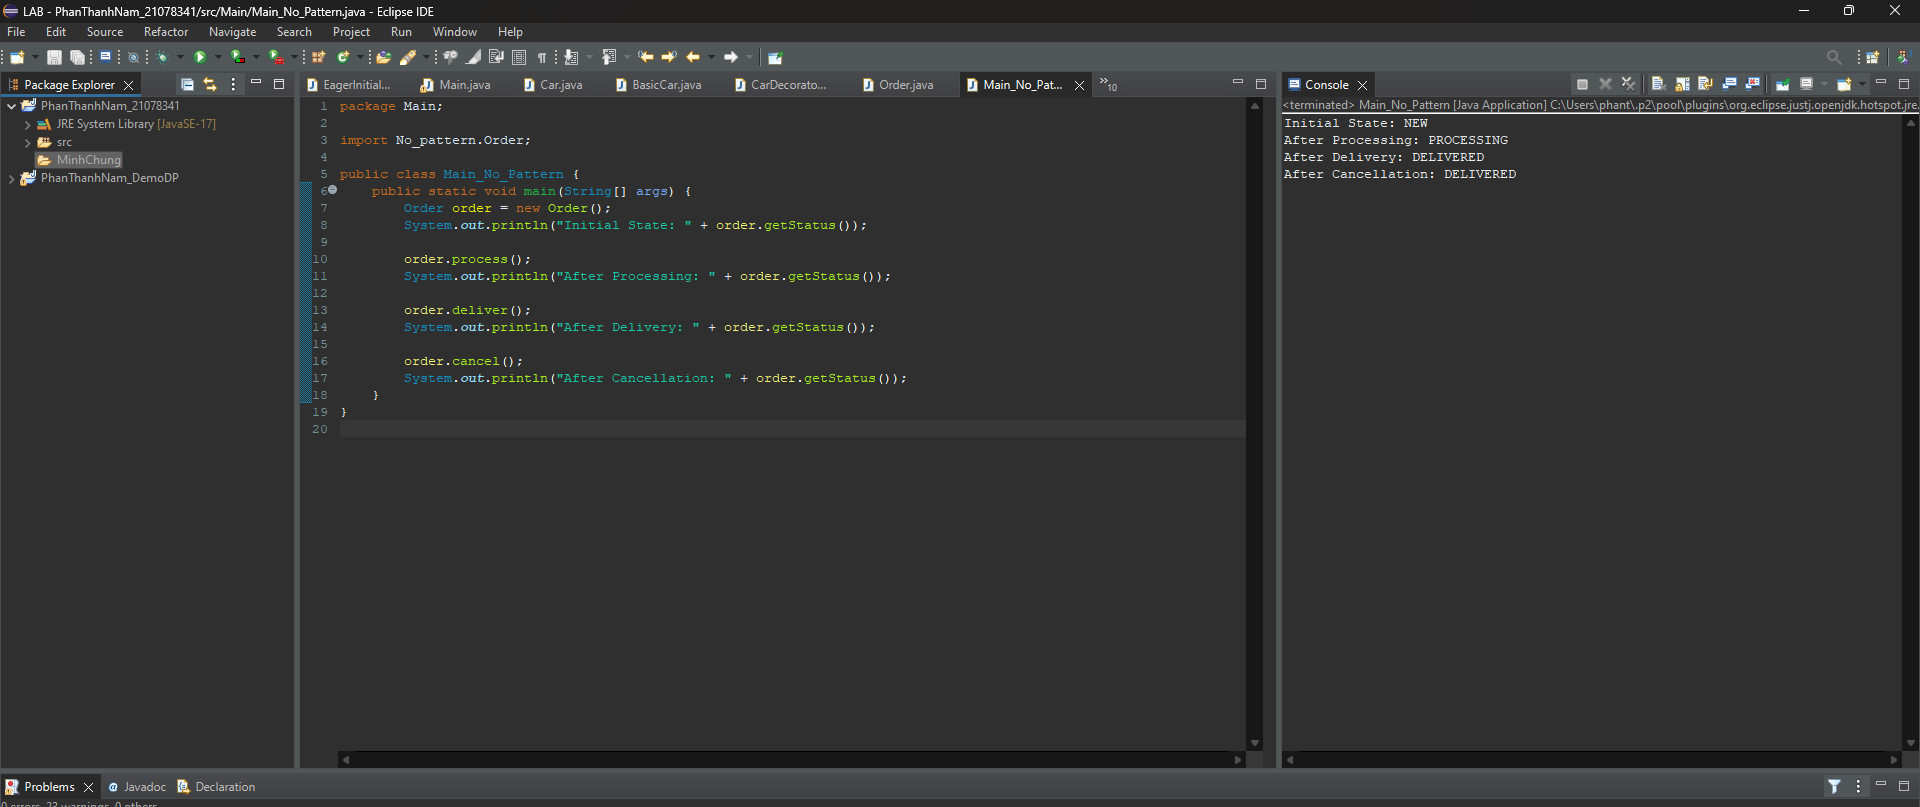 LAB - PhanThanhNam_21078341/src/Main/Main_No_Pattern.java - Eclipse IDE
File Edit Source Refactor Navigate Search Project Run Window Help
Package Explorer
PhanThanhNam_21078341
JRE System Library [JavaSE-17]
src
MinhChung
PhanThanhNam_DemoDP
EagerInitial... Main.java Car.java BasicCar.java CarDecorato... Order.java Main_No_Pat... »10
1 package Main;
2
3 import No_pattern.Order;
4
5 public class Main_No_Pattern {
6 public static void main(String[] args) {
7 Order order = new Order();
8 System.out.println("Initial State: " + order.getStatus());
9
10 order.process();
11 System.out.println("After Processing: " + order.getStatus());
12
13 order.deliver();
14 System.out.println("After Delivery: " + order.getStatus());
15
16 order.cancel();
17 System.out.println("After Cancellation: " + order.getStatus());
18 }
19 }
20
Console
<terminated> Main_No_Pattern [Java Application] C:\Users\phant\.p2\pool\plugins\org.eclipse.justj.openjdk.hotspot.jre.
Initial State: NEW
After Processing: PROCESSING
After Delivery: DELIVERED
After Cancellation: DELIVERED
Problems Javadoc Declaration
0 errors, 23 warnings, 0 others